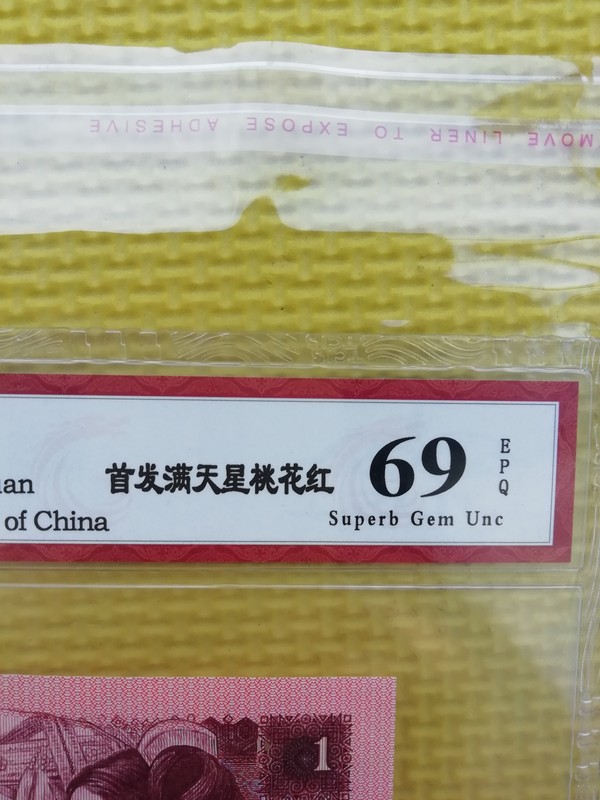 MOVE LINER TO EXPOSE ADHESIVE
uan 首发满天星桃花红 69 EPQ
of China Superb Gem Unc
1